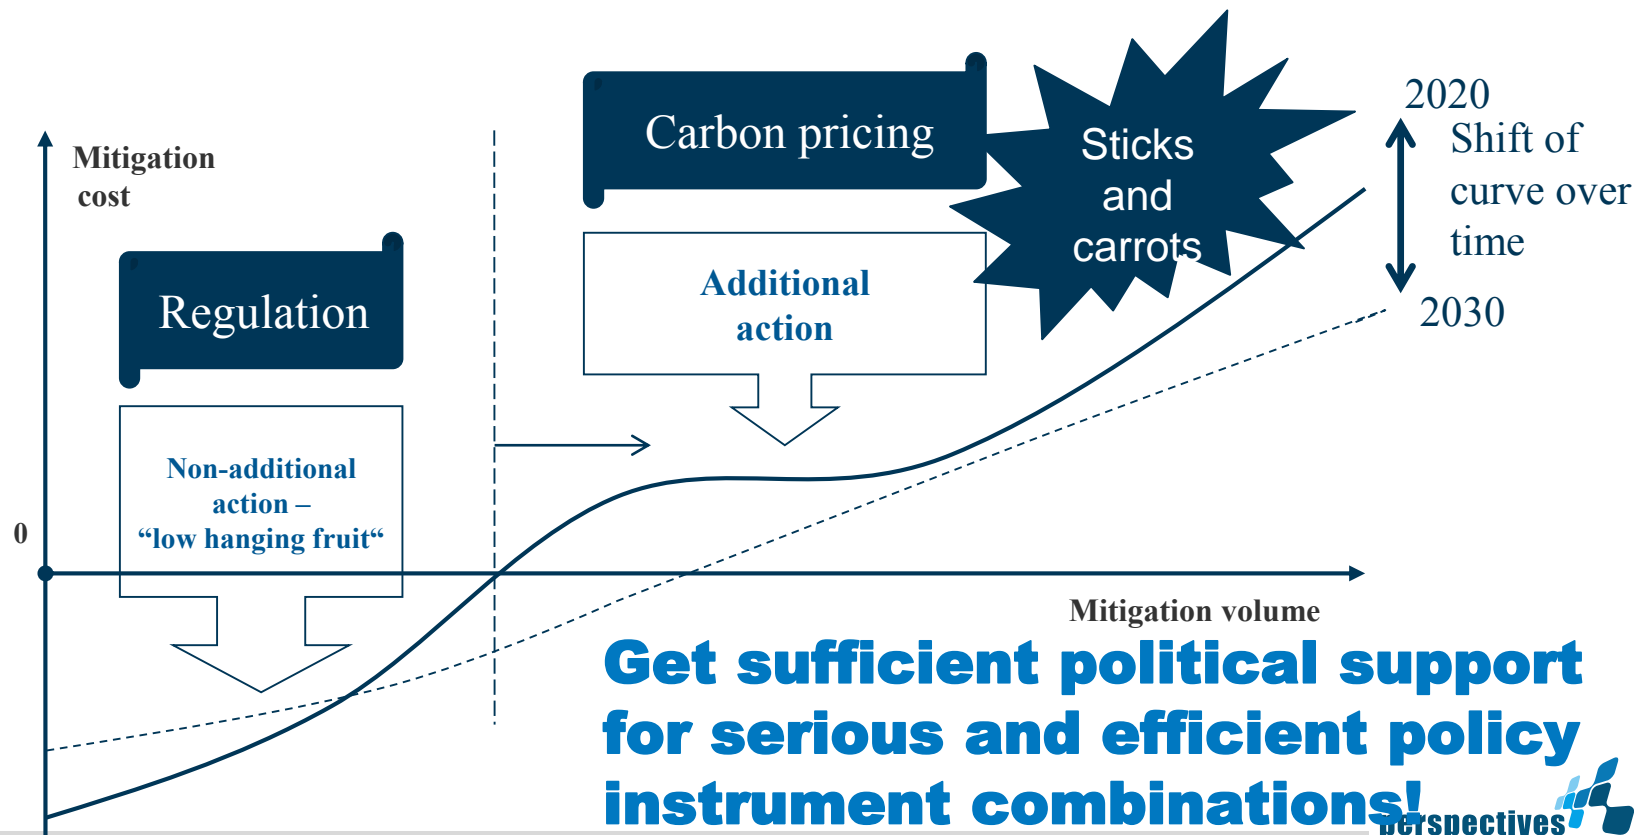 Mitigation
cost
Regulation
Non-additional
action –
“low hanging fruit“
0
Carbon pricing
Additional
action
Sticks
and
carrots
2020
Shift of
curve over
time
2030
Mitigation volume
Get sufficient political support
for serious and efficient policy
instrument combinations!
perspectives